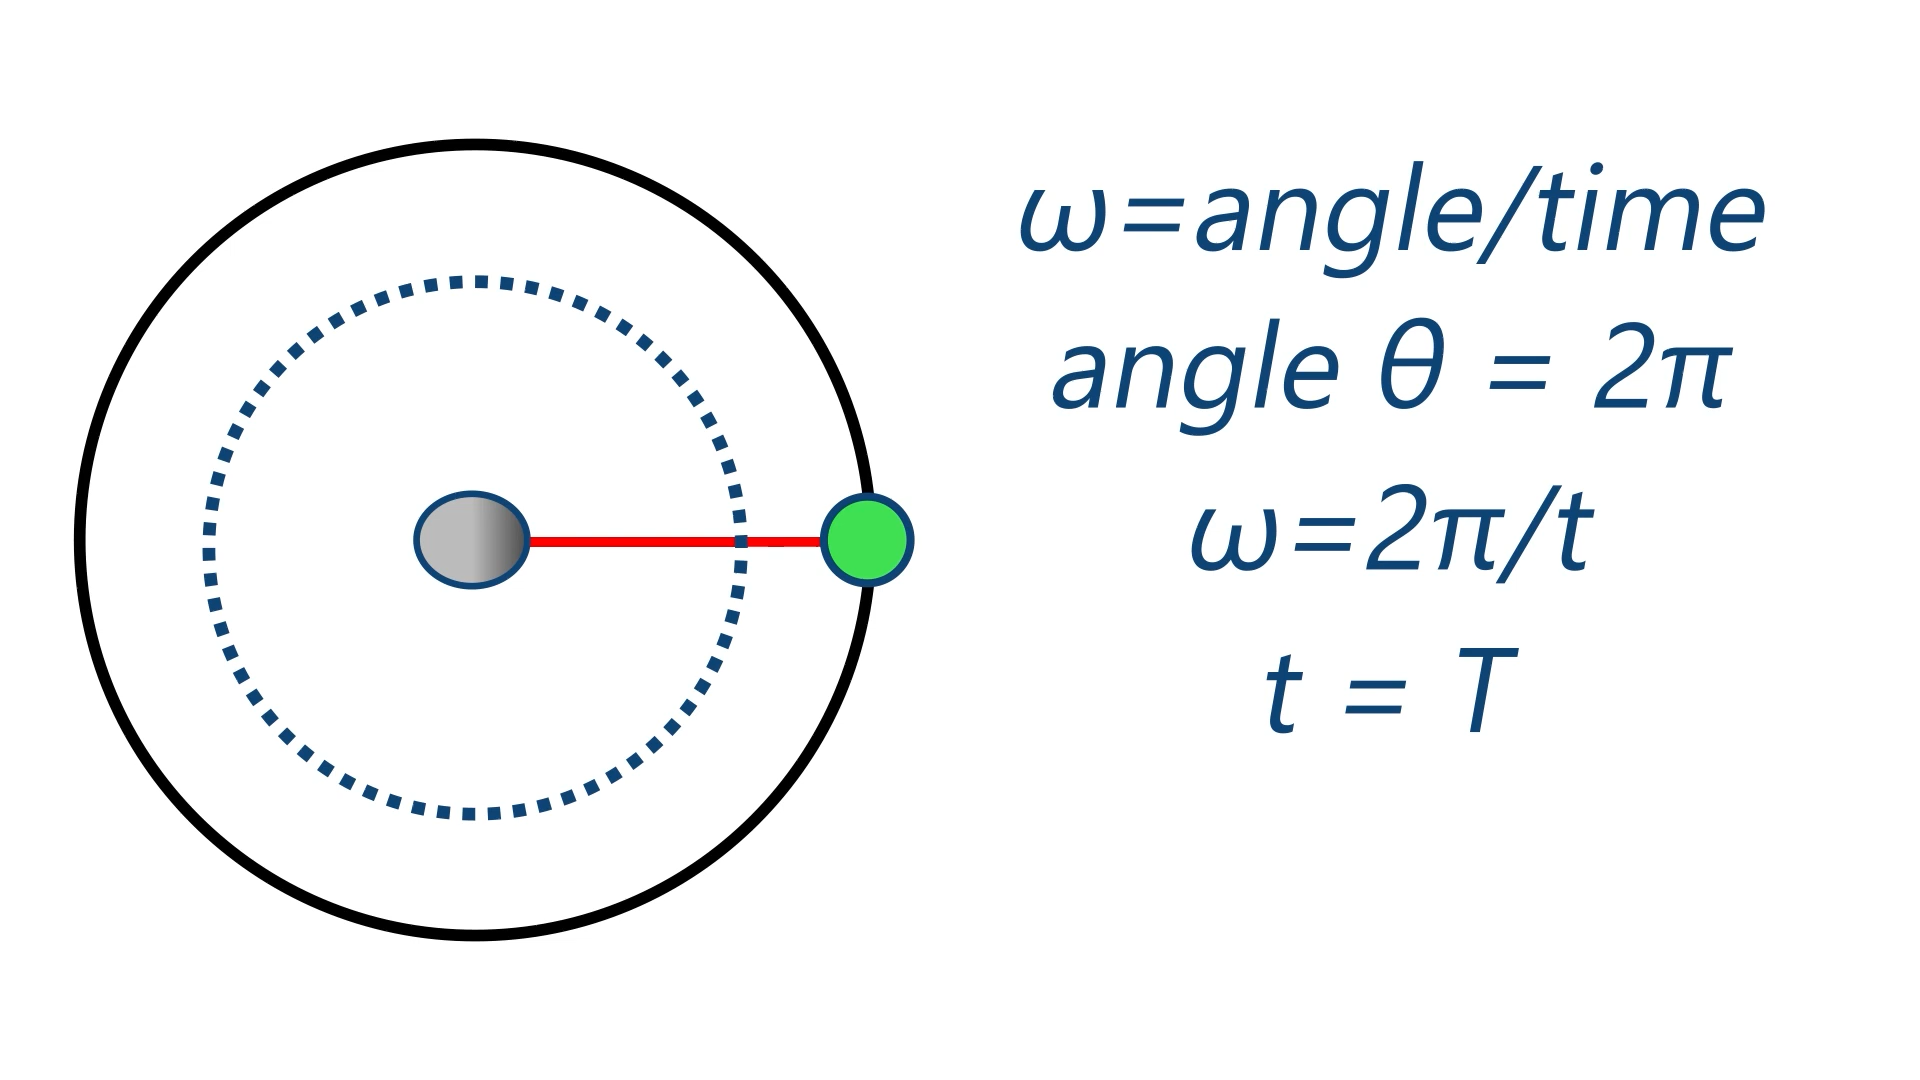 ω=angle/time
angle θ = 2π
ω=2π/t
t = T